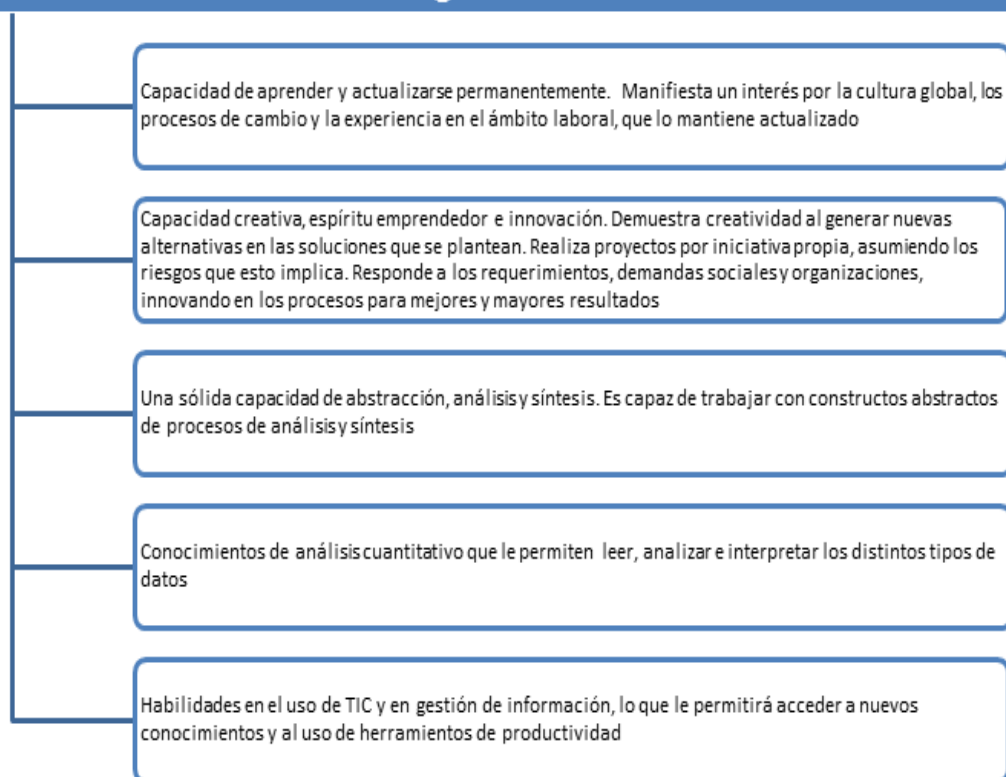 Capacidad de aprender y actualizarse permanentemente. Manifiesta un interés por la cultura global, los
procesos de cambio y la experiencia en el ámbito laboral, que lo mantiene actualizado
Capacidad creativa, espíritu emprendedor e innovación. Demuestra creatividad al generar nuevas
alternativas en las soluciones que se plantean. Realiza proyectos por iniciativa propia, asumiendo los
riesgos que esto implica. Responde a los requerimientos, demandas sociales y organizaciones,
innovando en los procesos para mejores y mayores resultados
Una sólida capacidad de abstracción, análisis y síntesis. Es capaz de trabajar con constructos abstractos
de procesos de análisis y síntesis
Conocimientos de análisis cuantitativo que le permiten leer, analizar e interpretar los distintos tipos de
datos
Habilidades en el uso de TIC y en gestión de información, lo que le permitirá acceder a nuevos
conocimientos y al uso de herramientos de productividad